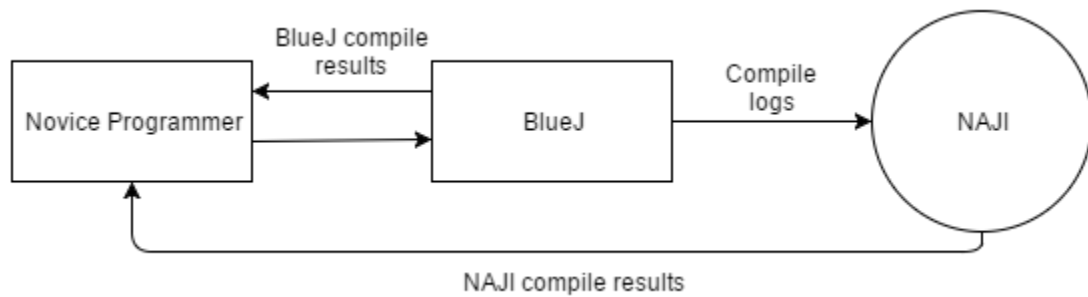 BlueJ compile
results
Compile
logs
Novice Programmer
BlueJ
NAJI
NAJI compile results